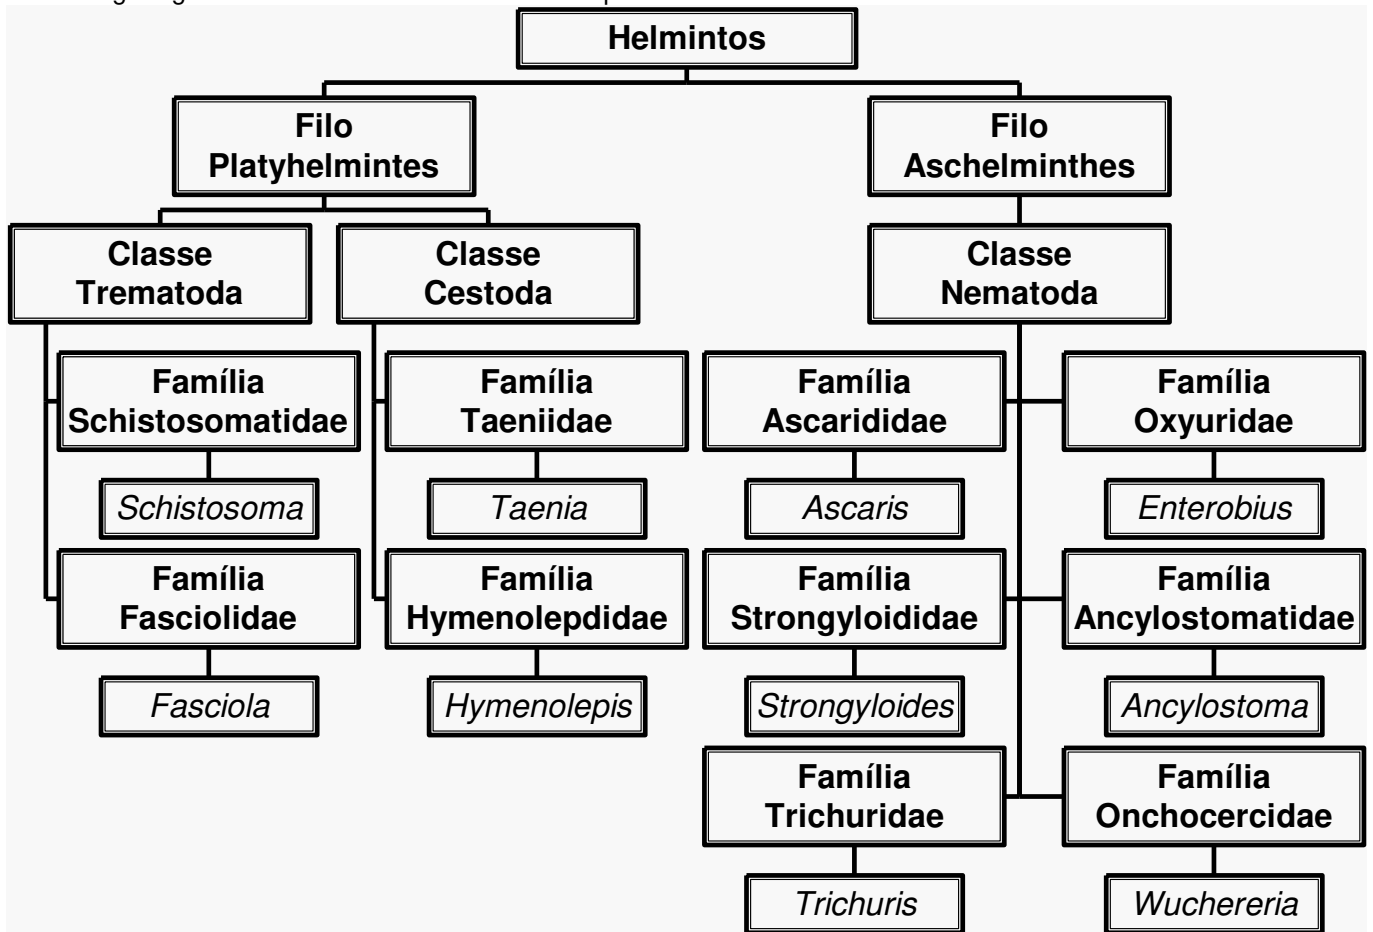 Helmintos
Filo
Platyhelmintes
Filo
Aschelminthes
Classe
Trematoda
Classe
Cestoda
Classe
Nematoda
Família
Schistosomatidae
Família
Taeniidae
Família
Ascarididae
Família
Oxyuridae
Schistosoma
Taenia
Ascaris
Enterobius
Família
Fasciolidae
Família
Hymenolepdidae
Família
Strongyloididae
Família
Ancylostomatidae
Fasciola
Hymenolepis
Strongyloides
Ancylostoma
Família
Trichuridae
Família
Onchocercidae
Trichuris
Wuchereria